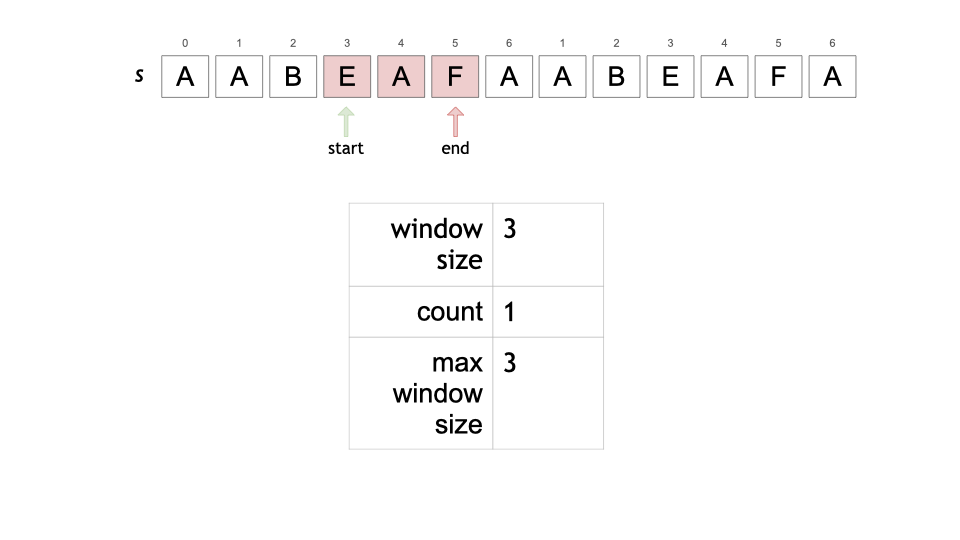 0 1 2 3 4 5 6 1 2 3 4 5 6
s A A B E A F A A B E A F A
start end
window 3
size
count 1
max 3
window
size